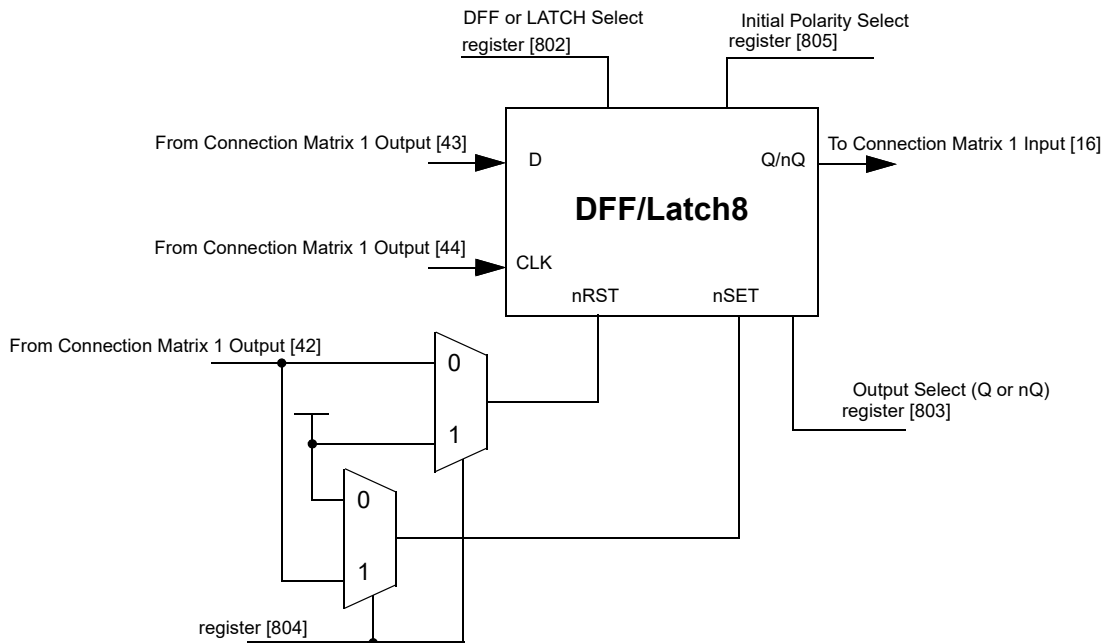 DFF or LATCH Select
register [802]
Initial Polarity Select
register [805]
From Connection Matrix 1 Output [43]
D
Q/nQ
To Connection Matrix 1 Input [16]
DFF/Latch8
From Connection Matrix 1 Output [44]
CLK
nRST
nSET
From Connection Matrix 1 Output [42]
0
1
Output Select (Q or nQ)
register [803]
0
1
register [804]